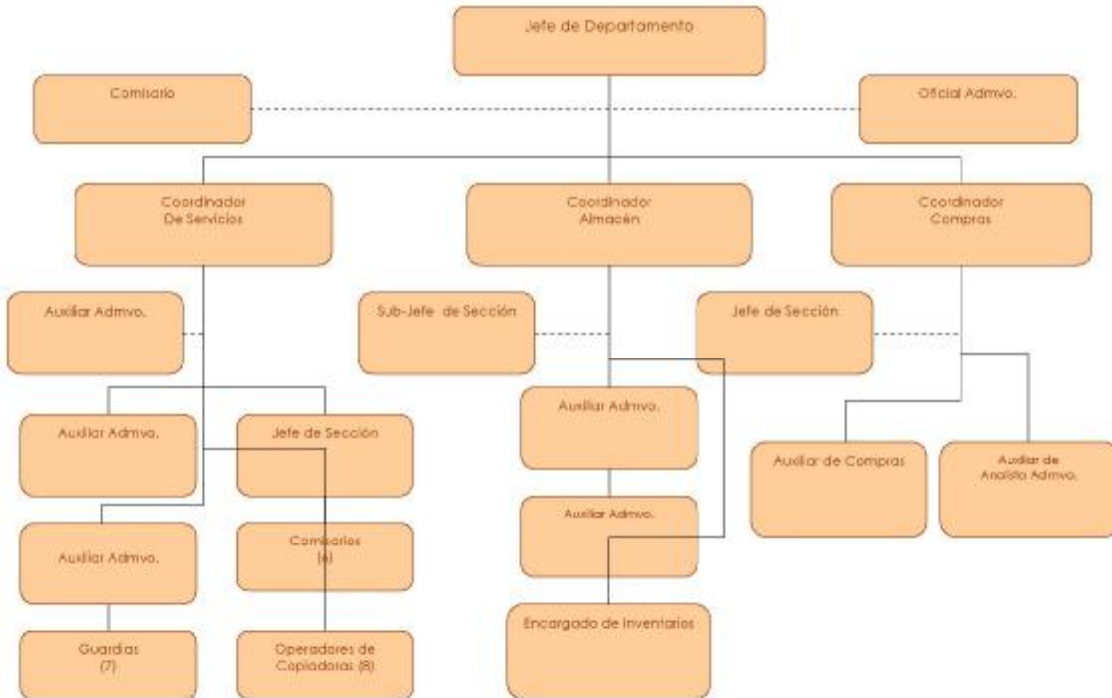 Jefe de Departamento
Comisario
Oficial Admvo.
Coordinador
De Servicios
Coordinador
Almacén
Coordinador
Compras
Auxiliar Admvo.
Sub-Jefe de Sección
Jefe de Sección
Auxiliar Admvo.
Jefe de Sección
Auxiliar Admvo.
Auxiliar de Compras
Auxiliar de
Analista Admvo.
Auxiliar Admvo.
Comisarios
(6)
Auxiliar Admvo.
Guardias
(7)
Operadores de
Copiadoras (8)
Encargado de Inventarios